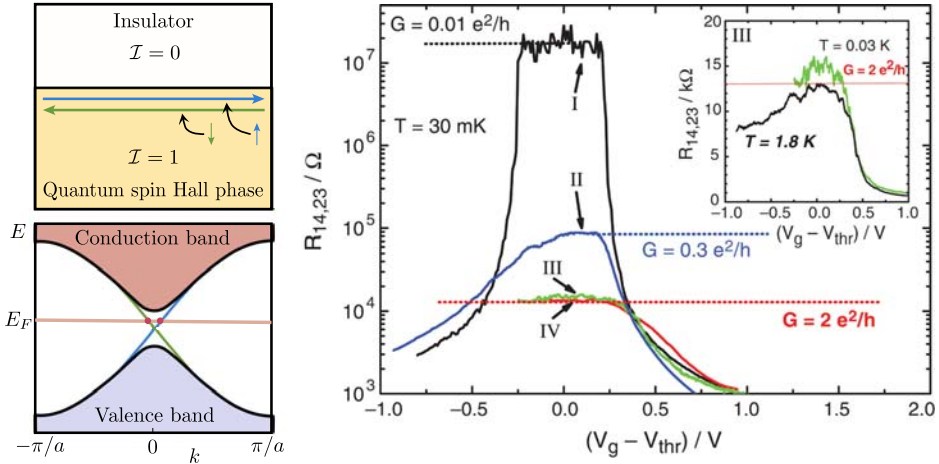 Insulator
ℐ = 0
↓
↑
ℐ = 1
Quantum spin Hall phase
E
Conduction band
E_F
Valence band
−π/a
0
k
π/a
G = 0.01 e²/h
T = 30 mK
I
II
G = 0.3 e²/h
III
IV
G = 2 e²/h
R₁₄,₂₃ / Ω
10⁷
10⁶
10⁵
10⁴
10³
−1.0
−0.5
0.0
0.5
1.0
1.5
2.0
(V_g − V_thr) / V
III
T = 0.03 K
G = 2 e²/h
T = 1.8 K
R₁₄,₂₃ / kΩ
20
15
10
5
0
−1.0
−0.5
0.0
0.5
1.0
(V_g − V_thr) / V